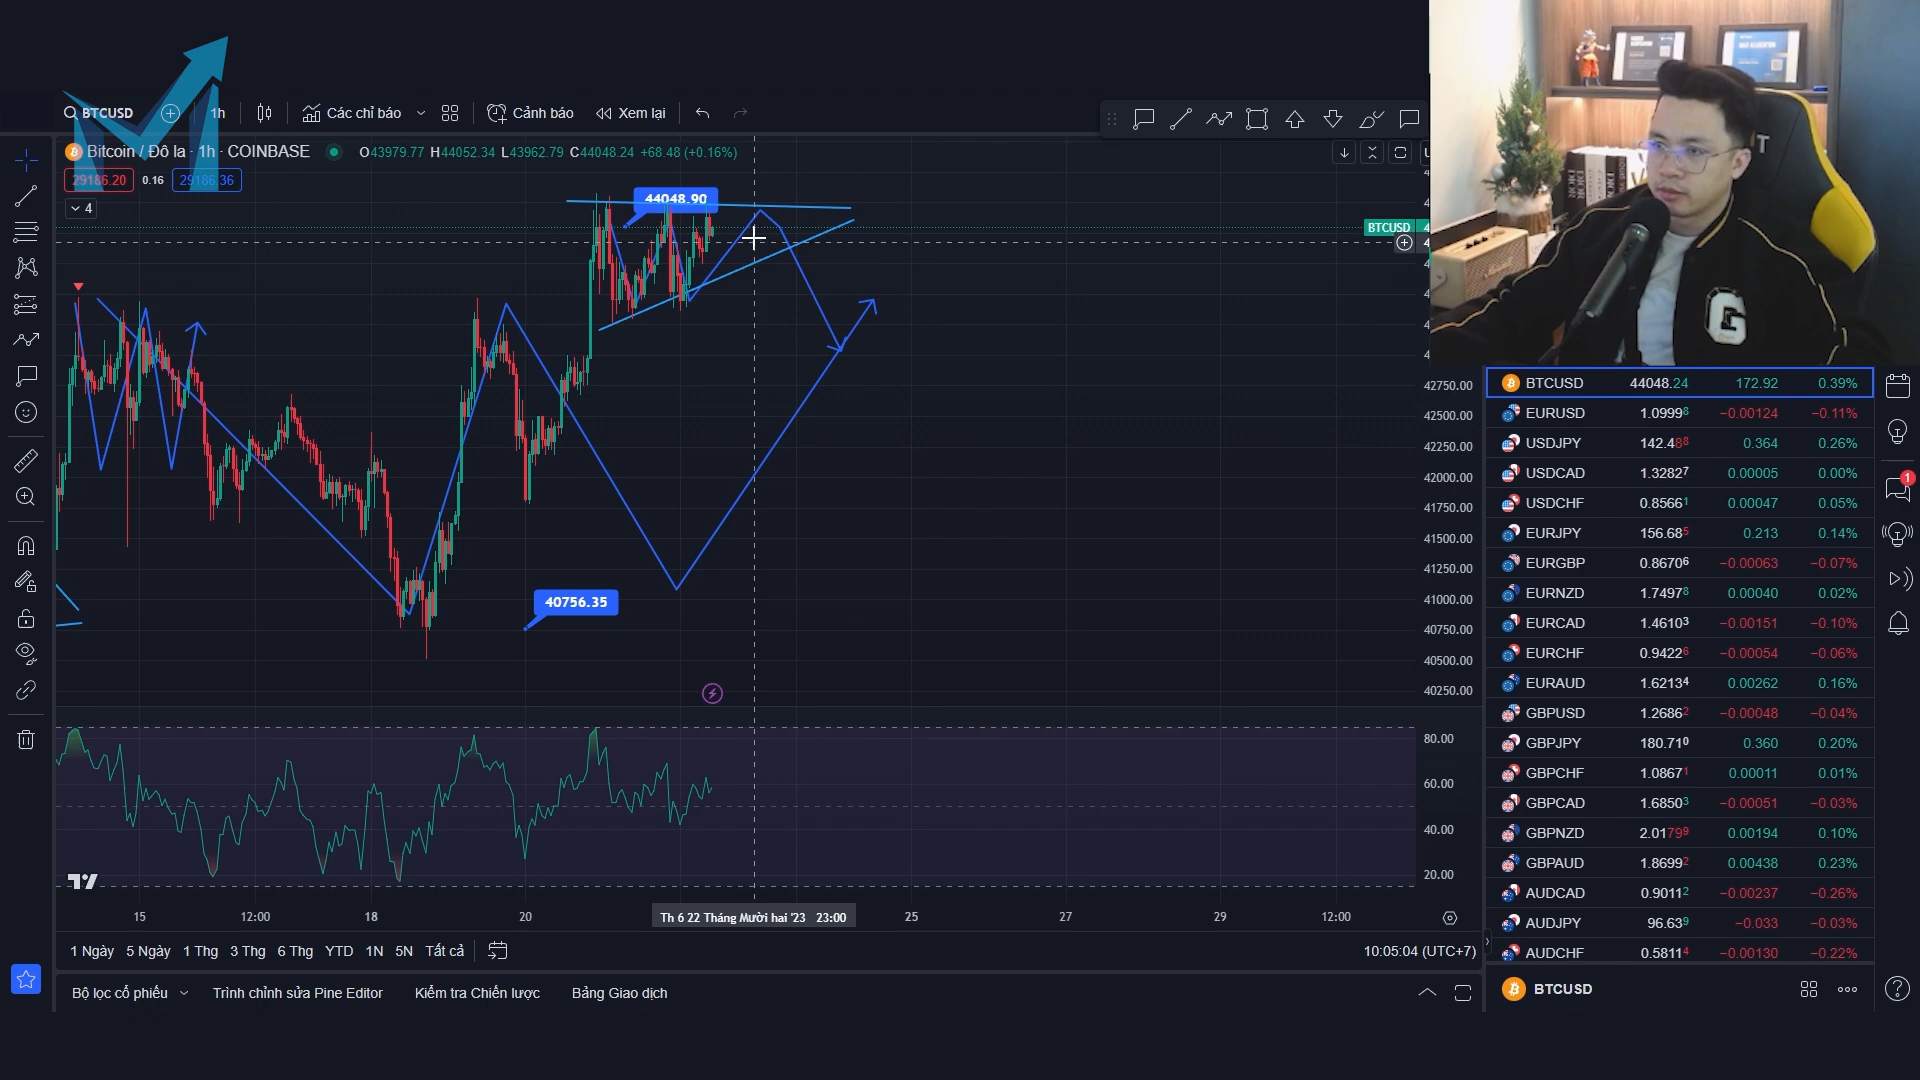 BTCUSD
1h
Các chỉ báo
Cảnh báo
Xem lại
Bitcoin / Đô la · 1h · COINBASE
O43979.77 H44052.34 L43962.79 C44048.24 +68.48 (+0.16%)
29186.20 0.16 29186.36
4
44048.90
BTCUSD
40756.35
42750.00
42500.00
42250.00
42000.00
41750.00
41500.00
41250.00
41000.00
40750.00
40500.00
40250.00
80.00
60.00
40.00
20.00
15 12:00 18 20 Th 6 22 Tháng Mười hai '23 23:00 25 27 29 12:00
1 Ngày 5 Ngày 1 Thg 3 Thg 6 Thg YTD 1N 5N Tất cả
10:05:04 (UTC+7)
Bộ lọc cổ phiếu
Trình chỉnh sửa Pine Editor
Kiểm tra Chiến lược
Bảng Giao dịch
DIOR
DIOR
DIOR
G
BTCUSD 44048.24 172.92 0.39%
EURUSD 1.09998 −0.00124 −0.11%
USDJPY 142.488 0.364 0.26%
USDCAD 1.32827 0.00005 0.00%
USDCHF 0.85661 0.00047 0.05%
EURJPY 156.685 0.213 0.14%
EURGBP 0.86706 −0.00063 −0.07%
EURNZD 1.74978 0.00040 0.02%
EURCAD 1.46103 −0.00151 −0.10%
EURCHF 0.94226 −0.00054 −0.06%
EURAUD 1.62134 0.00262 0.16%
GBPUSD 1.26862 −0.00048 −0.04%
GBPJPY 180.710 0.360 0.20%
GBPCHF 1.08671 0.00011 0.01%
GBPCAD 1.68503 −0.00051 −0.03%
GBPNZD 2.01799 0.00194 0.10%
GBPAUD 1.86992 0.00438 0.23%
AUDCAD 0.90112 −0.00237 −0.26%
AUDJPY 96.639 −0.033 −0.03%
AUDCHF 0.58114 −0.00130 −0.22%
BTCUSD
1